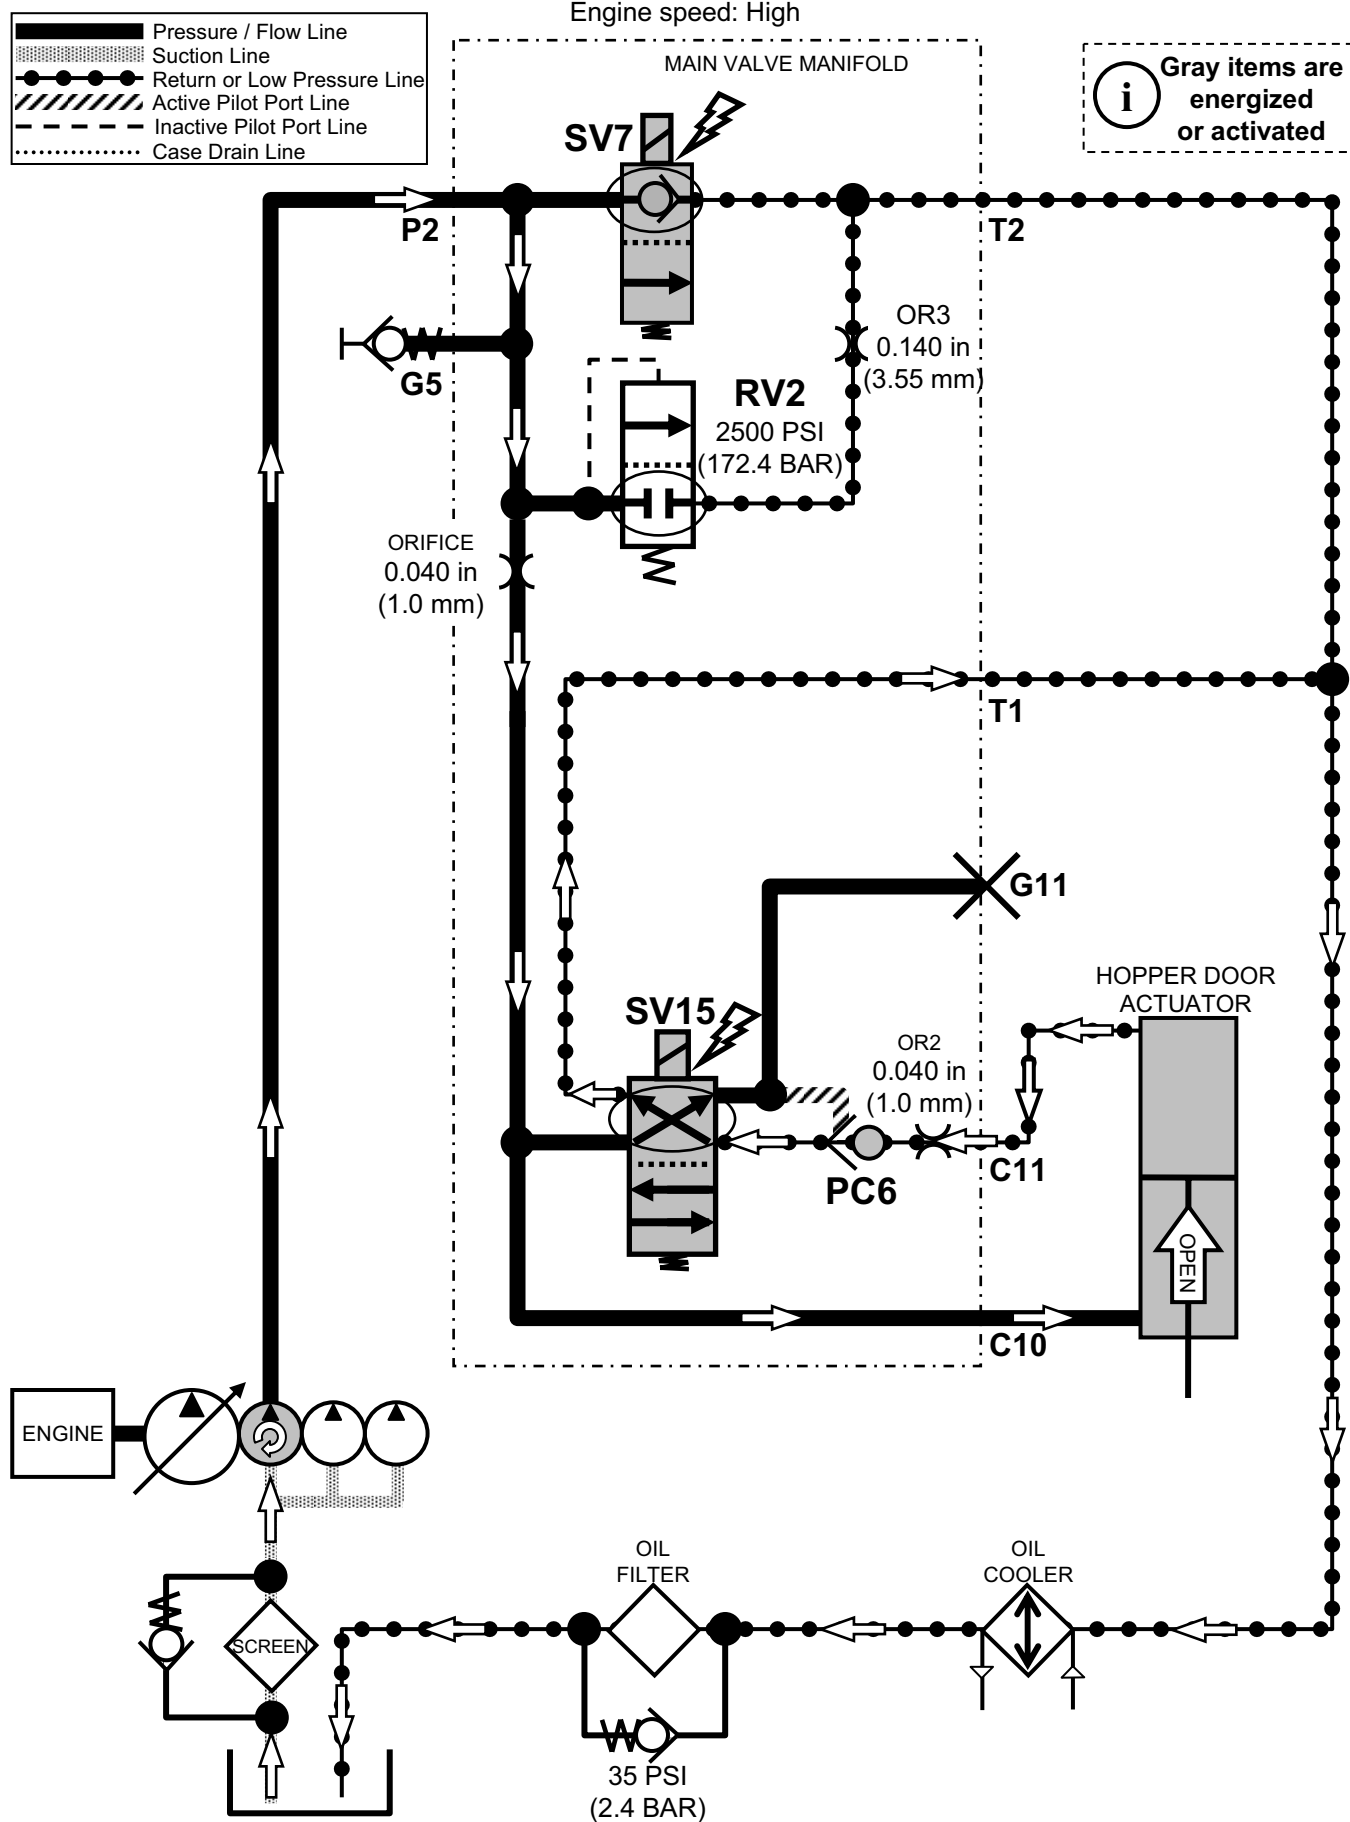 Engine speed: High
Pressure / Flow Line
Suction Line
Return or Low Pressure Line
Active Pilot Port Line
Inactive Pilot Port Line
Case Drain Line
MAIN VALVE MANIFOLD
i
Gray items are
energized
or activated
SV7
P2
T2
G5
OR3
0.140 in
(3.55 mm)
RV2
2500 PSI
(172.4 BAR)
ORIFICE
0.040 in
(1.0 mm)
T1
G11
HOPPER DOOR
ACTUATOR
SV15
OR2
0.040 in
(1.0 mm)
C11
PC6
OPEN
C10
ENGINE
OIL
FILTER
OIL
COOLER
SCREEN
35 PSI
(2.4 BAR)